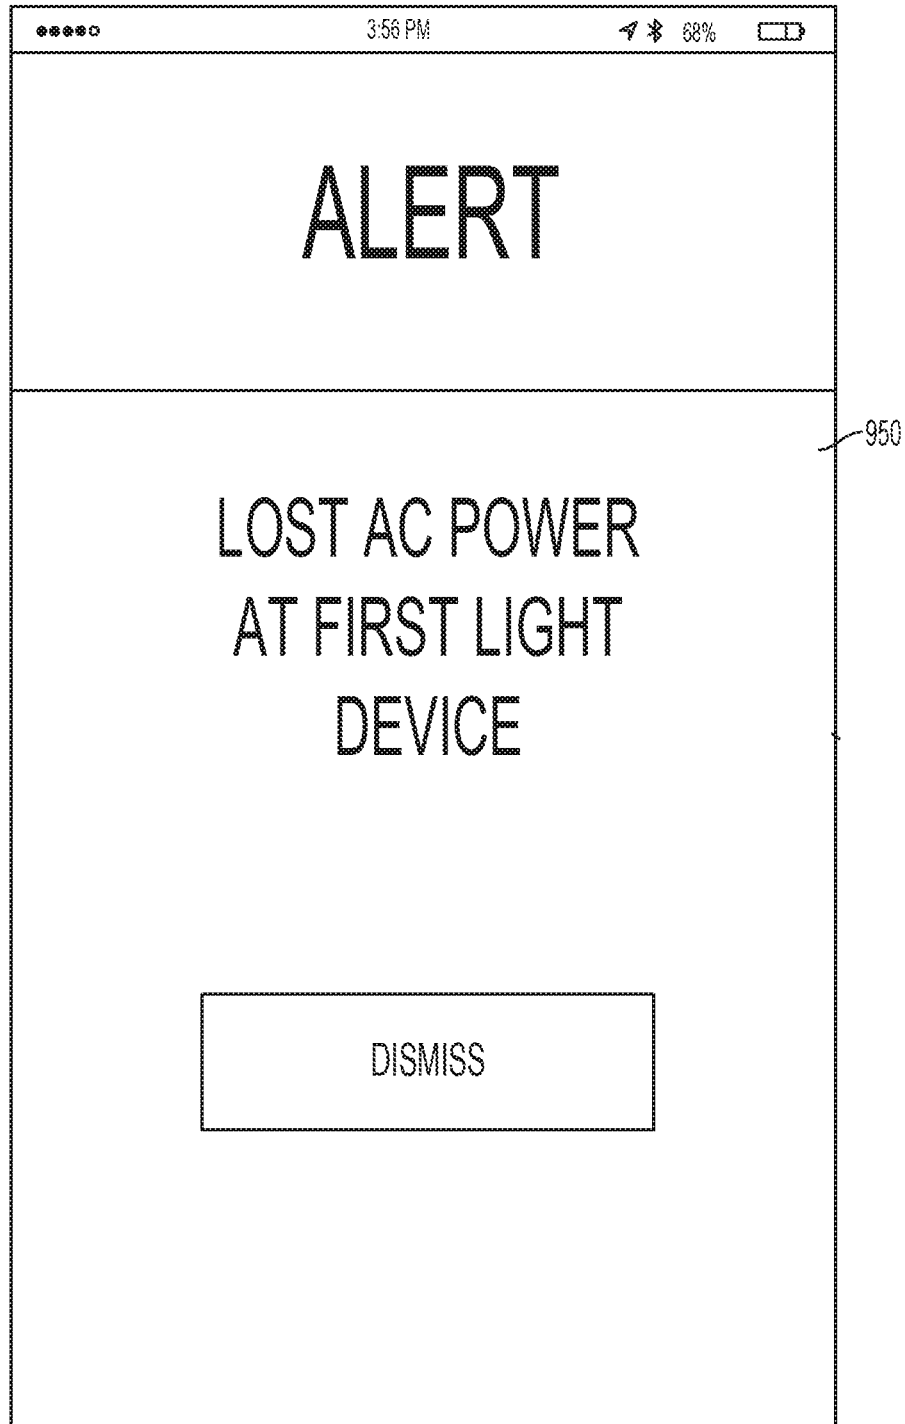 3:56 PM 68%
ALERT
950
LOST AC POWER
AT FIRST LIGHT
DEVICE
DISMISS